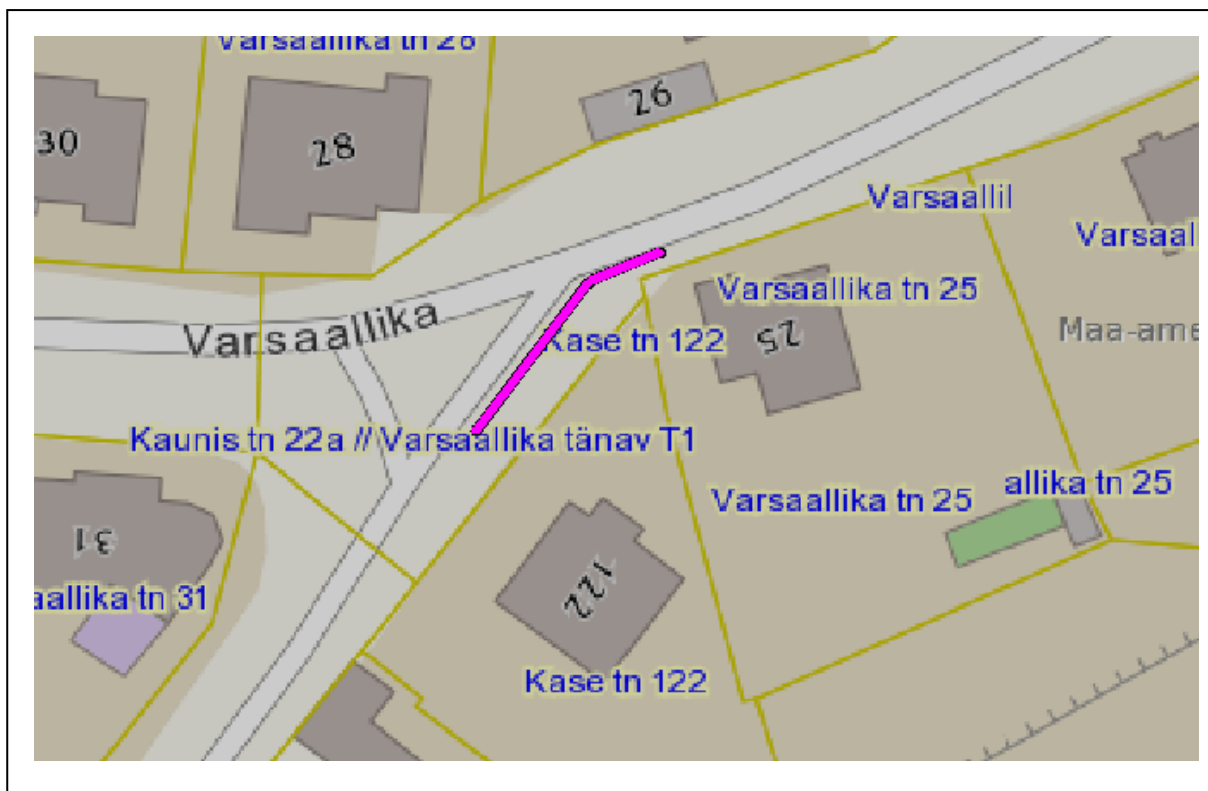 Varsaallika tn 28
26
30
28
Varsaallil
Varsaal
Varsaallika tn 25
Varsaallika
Kase tn 122
25
Maa-ame
Kaunis tn 22a // Varsaallika tänav T1
allika tn 25
Varsaallika tn 25
31
aallika tn 31
122
Kase tn 122